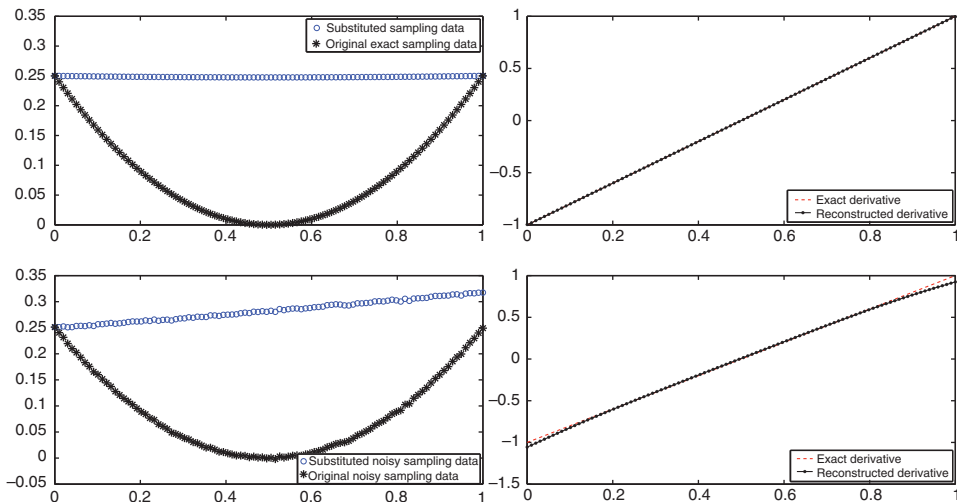 0.35
0.3
0.25
0.2
0.15
0.1
0.05
0
0 0.2 0.4 0.6 0.8 1
Substituted sampling data
Original exact sampling data
1
0.5
0
−0.5
−1
0 0.2 0.4 0.6 0.8 1
Exact derivative
Reconstructed derivative
0.35
0.3
0.25
0.2
0.15
0.1
0.05
0
−0.05
0 0.2 0.4 0.6 0.8 1
Substituted noisy sampling data
Original noisy sampling data
1
0.5
0
−0.5
−1
−1.5
0 0.2 0.4 0.6 0.8 1
Exact derivative
Reconstructed derivative